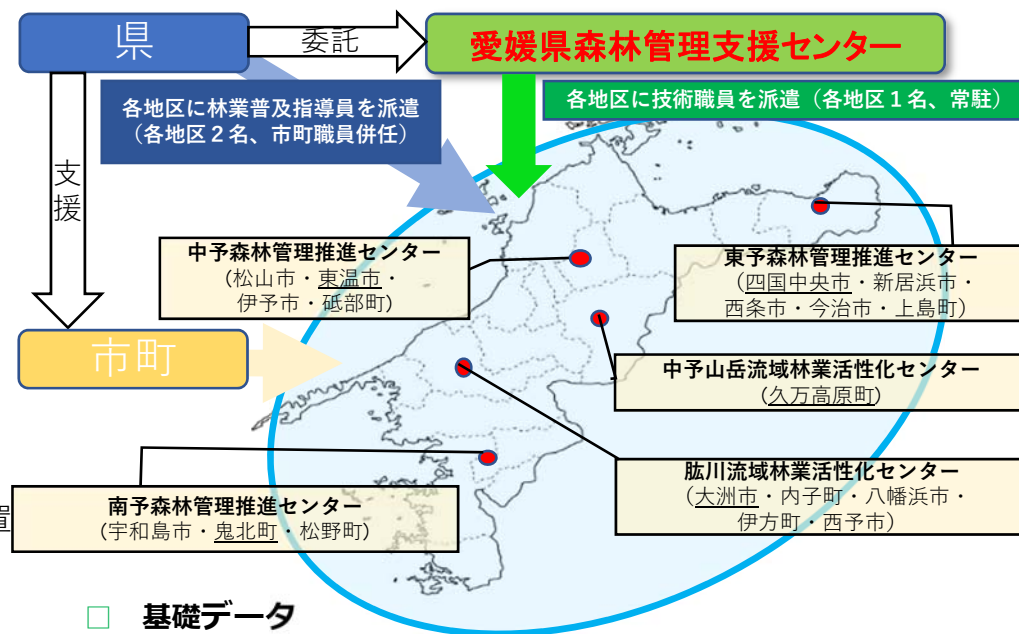 県
委託
愛媛県森林管理支援センター
各地区に林業普及指導員を派遣
(各地区２名、市町職員併任)
各地区に技術職員を派遣（各地区１名、常駐）
支援
中予森林管理推進センター
(松山市・東温市・
伊予市・砥部町)
東予森林管理推進センター
(四国中央市・新居浜市・
西条市・今治市・上島町)
市町
中予山岳流域林業活性化センター
(久万高原町)
肱川流域林業活性化センター
(大洲市・内子町・八幡浜市・
伊方町・西予市）
南予森林管理推進センター
(宇和島市・鬼北町・松野町)
置
□ 基礎データ